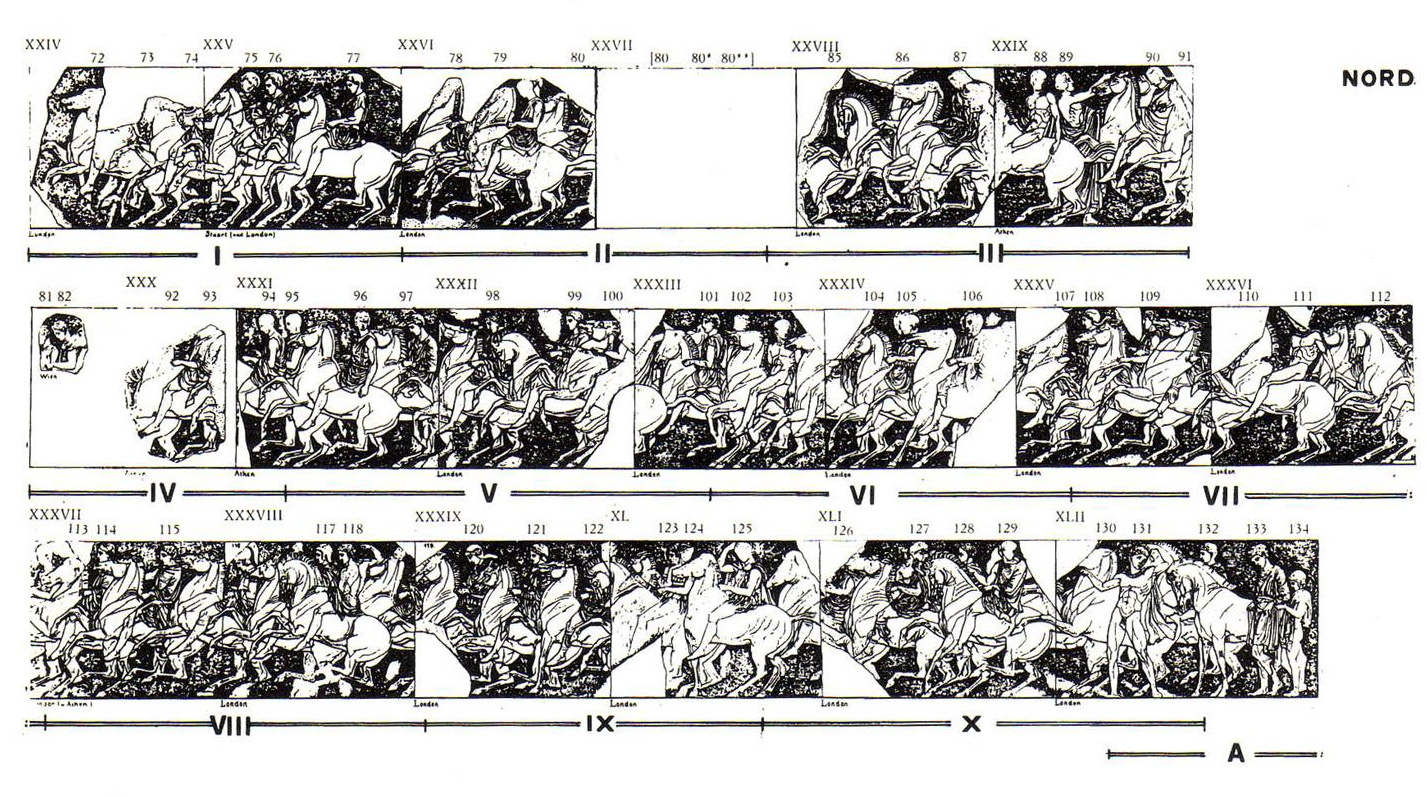 XXIV XXV XXVI XXVII XXVIII XXIX
72 73 74 75 76 77 78 79 80 [80 80* 80**] 85 86 87 88 89 90 91
NORD
London Stuart (und London) London London Athen
I II III
XXX XXXI XXXII XXXIII XXXIV XXXV XXXVI
81 82 92 93 94 95 96 97 98 99 100 101 102 103 104 105 106 107 108 109 110 111 112
Wien
Athen London London London London London
IV V VI VII
XXXVII XXXVIII XXXIX XL XLI XLII
113 114 115 117 118 120 121 122 123 124 125 126 127 128 129 130 131 132 133 134
London London London London London
VIII IX X
A